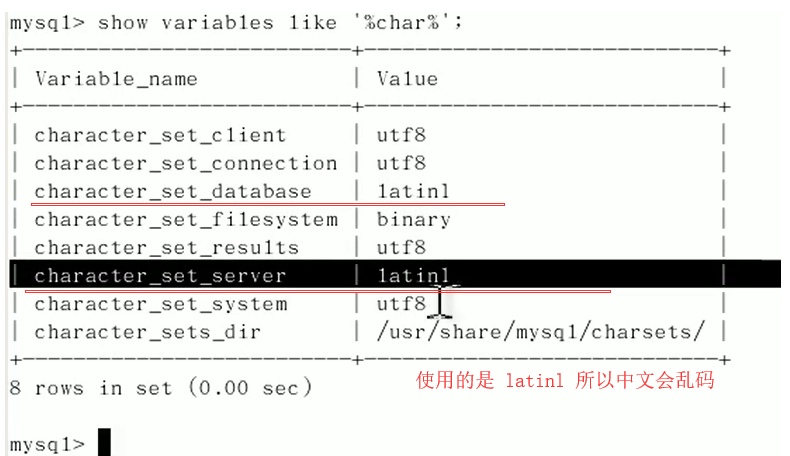 mysql> show variables like '%char%';
+--------------------------+----------------------------+
| Variable_name | Value |
+--------------------------+----------------------------+
| character_set_client | utf8 |
| character_set_connection | utf8 |
| character_set_database | latin1 |
| character_set_filesystem | binary |
| character_set_results | utf8 |
| character_set_server | latin1 |
| character_set_system | utf8 |
| character_sets_dir | /usr/share/mysql/charsets/ |
+--------------------------+----------------------------+
8 rows in set (0.00 sec)
使用的是 latinl 所以中文会乱码
mysql>